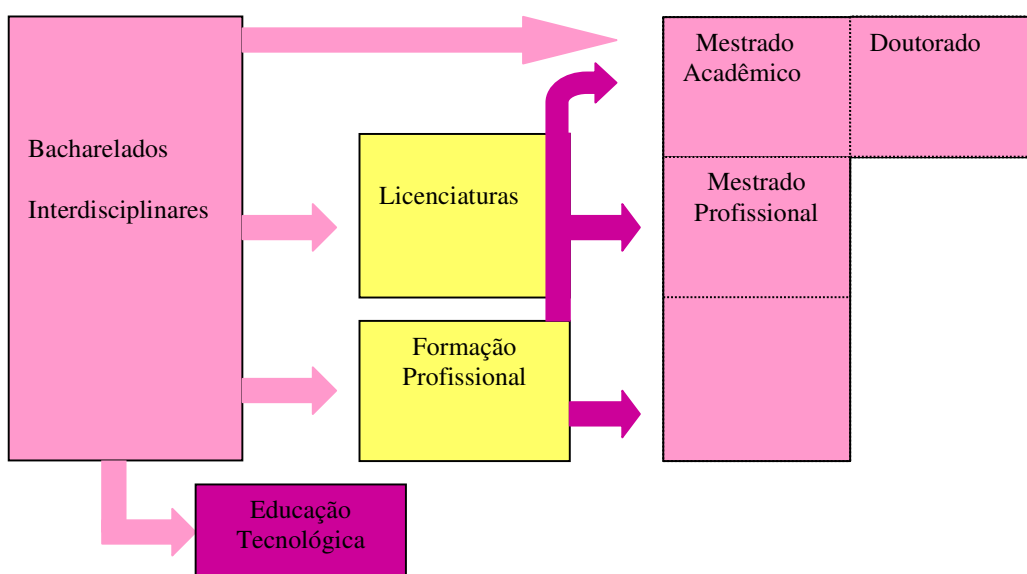 Bacharelados
Interdisciplinares
Licenciaturas
Formação
Profissional
Educação
Tecnológica
Mestrado
Acadêmico
Doutorado
Mestrado
Profissional